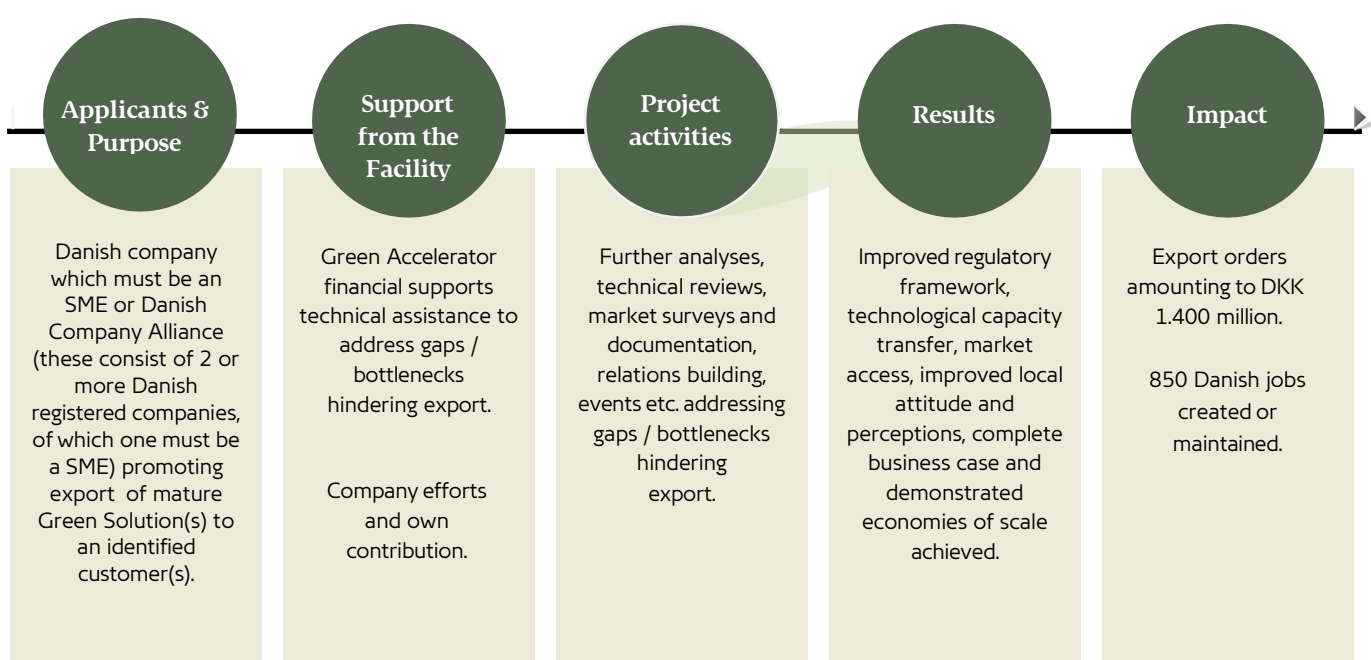 Applicants &
Purpose
Support
from the
Facility
Project
activities
Results
Impact
Danish company
which must be an
SME or Danish
Company Alliance
(these consist of 2 or
more Danish
registered companies,
of which one must be
a SME) promoting
export of mature
Green Solution(s) to
an identified
customer(s).
Green Accelerator
financial supports
technical assistance to
address gaps /
bottlenecks
hindering export.
Company efforts
and own
contribution.
Further analyses,
technical reviews,
market surveys and
documentation,
relations building,
events etc. addressing
gaps / bottlenecks
hindering
export.
Improved regulatory
framework,
technological capacity
transfer, market
access, improved local
attitude and
perceptions, complete
business case and
demonstrated
economies of scale
achieved.
Export orders
amounting to DKK
1.400 million.
850 Danish jobs
created or
maintained.